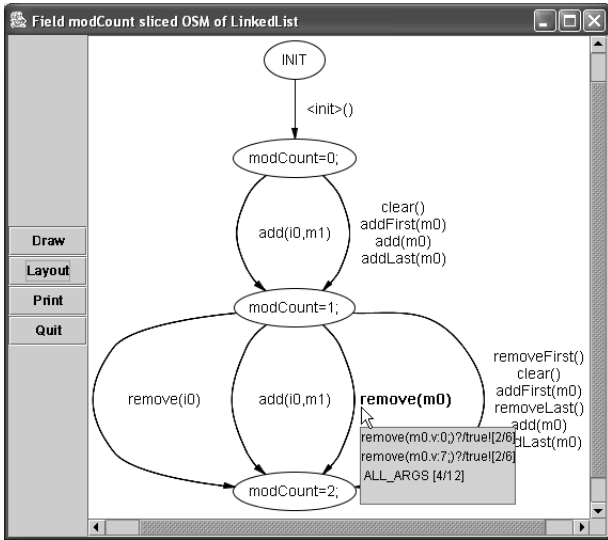 Field modCount sliced OSM of LinkedList
INIT
<init>()
modCount=0;
add(i0,m1)
clear()
addFirst(m0)
add(m0)
addLast(m0)
Draw
Layout
Print
Quit
modCount=1;
remove(i0)
add(i0,m1)
remove(m0)
removeFirst()
clear()
addFirst(m0)
removeLast()
add(m0)
dLast(m0)
remove(m0.v:0;)?/true![2/6]
remove(m0.v:7;)?/true![2/6]
ALL_ARGS [4/12]
modCount=2;